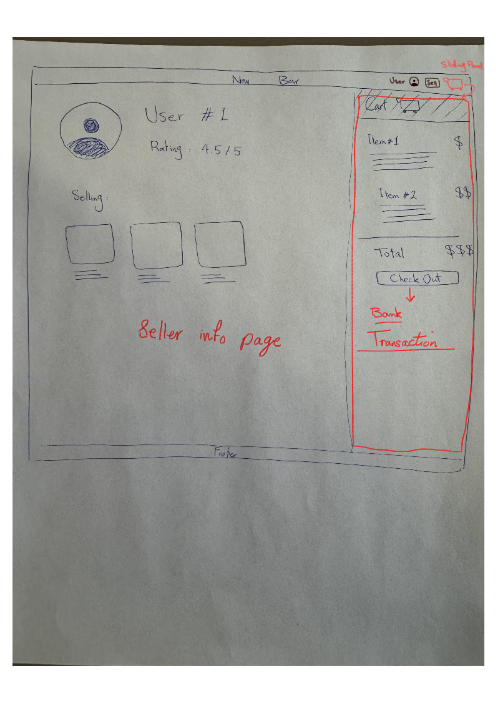 Sliding Panel
Nav Bar
User
Sell
Cart
User # 1
Rating : 4.5/5
Item#1 $
Selling:
Item #2 $$
Total $$$
Check Out
Bank
Transaction
Seller info page
Footer